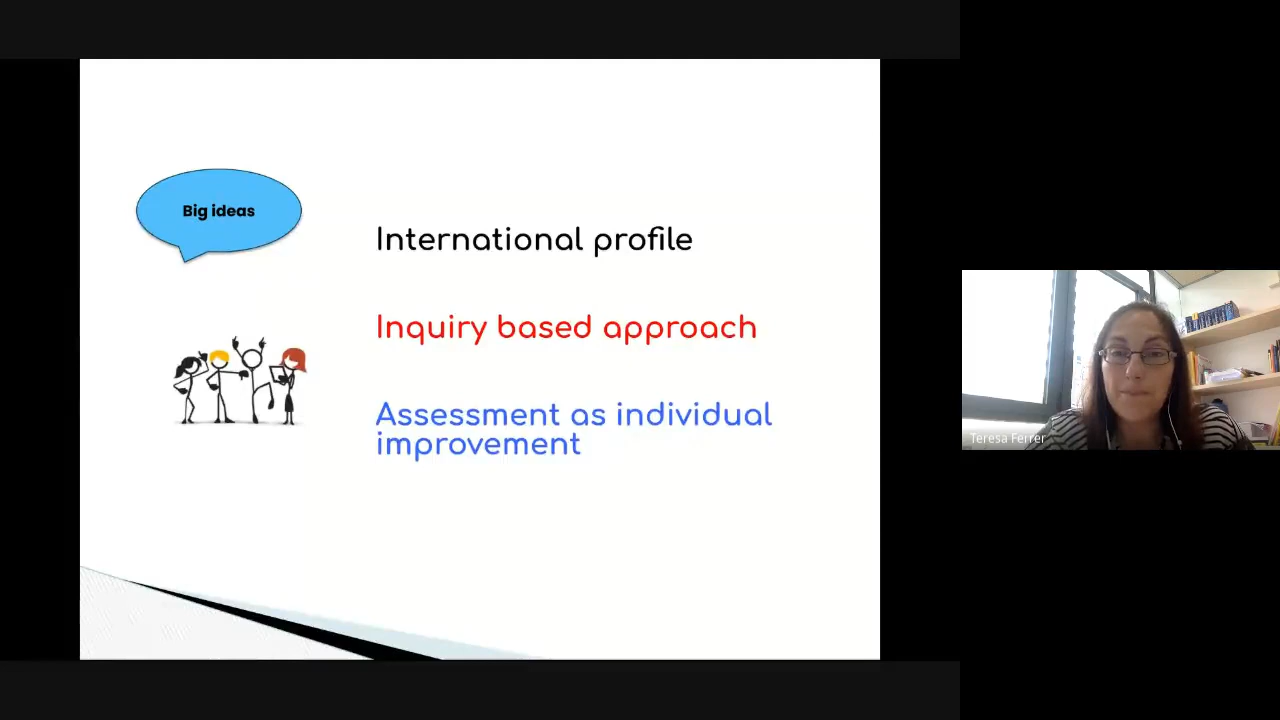 Big ideas
International profile
Inquiry based approach
Assessment as individual
improvement
Teresa Ferrer